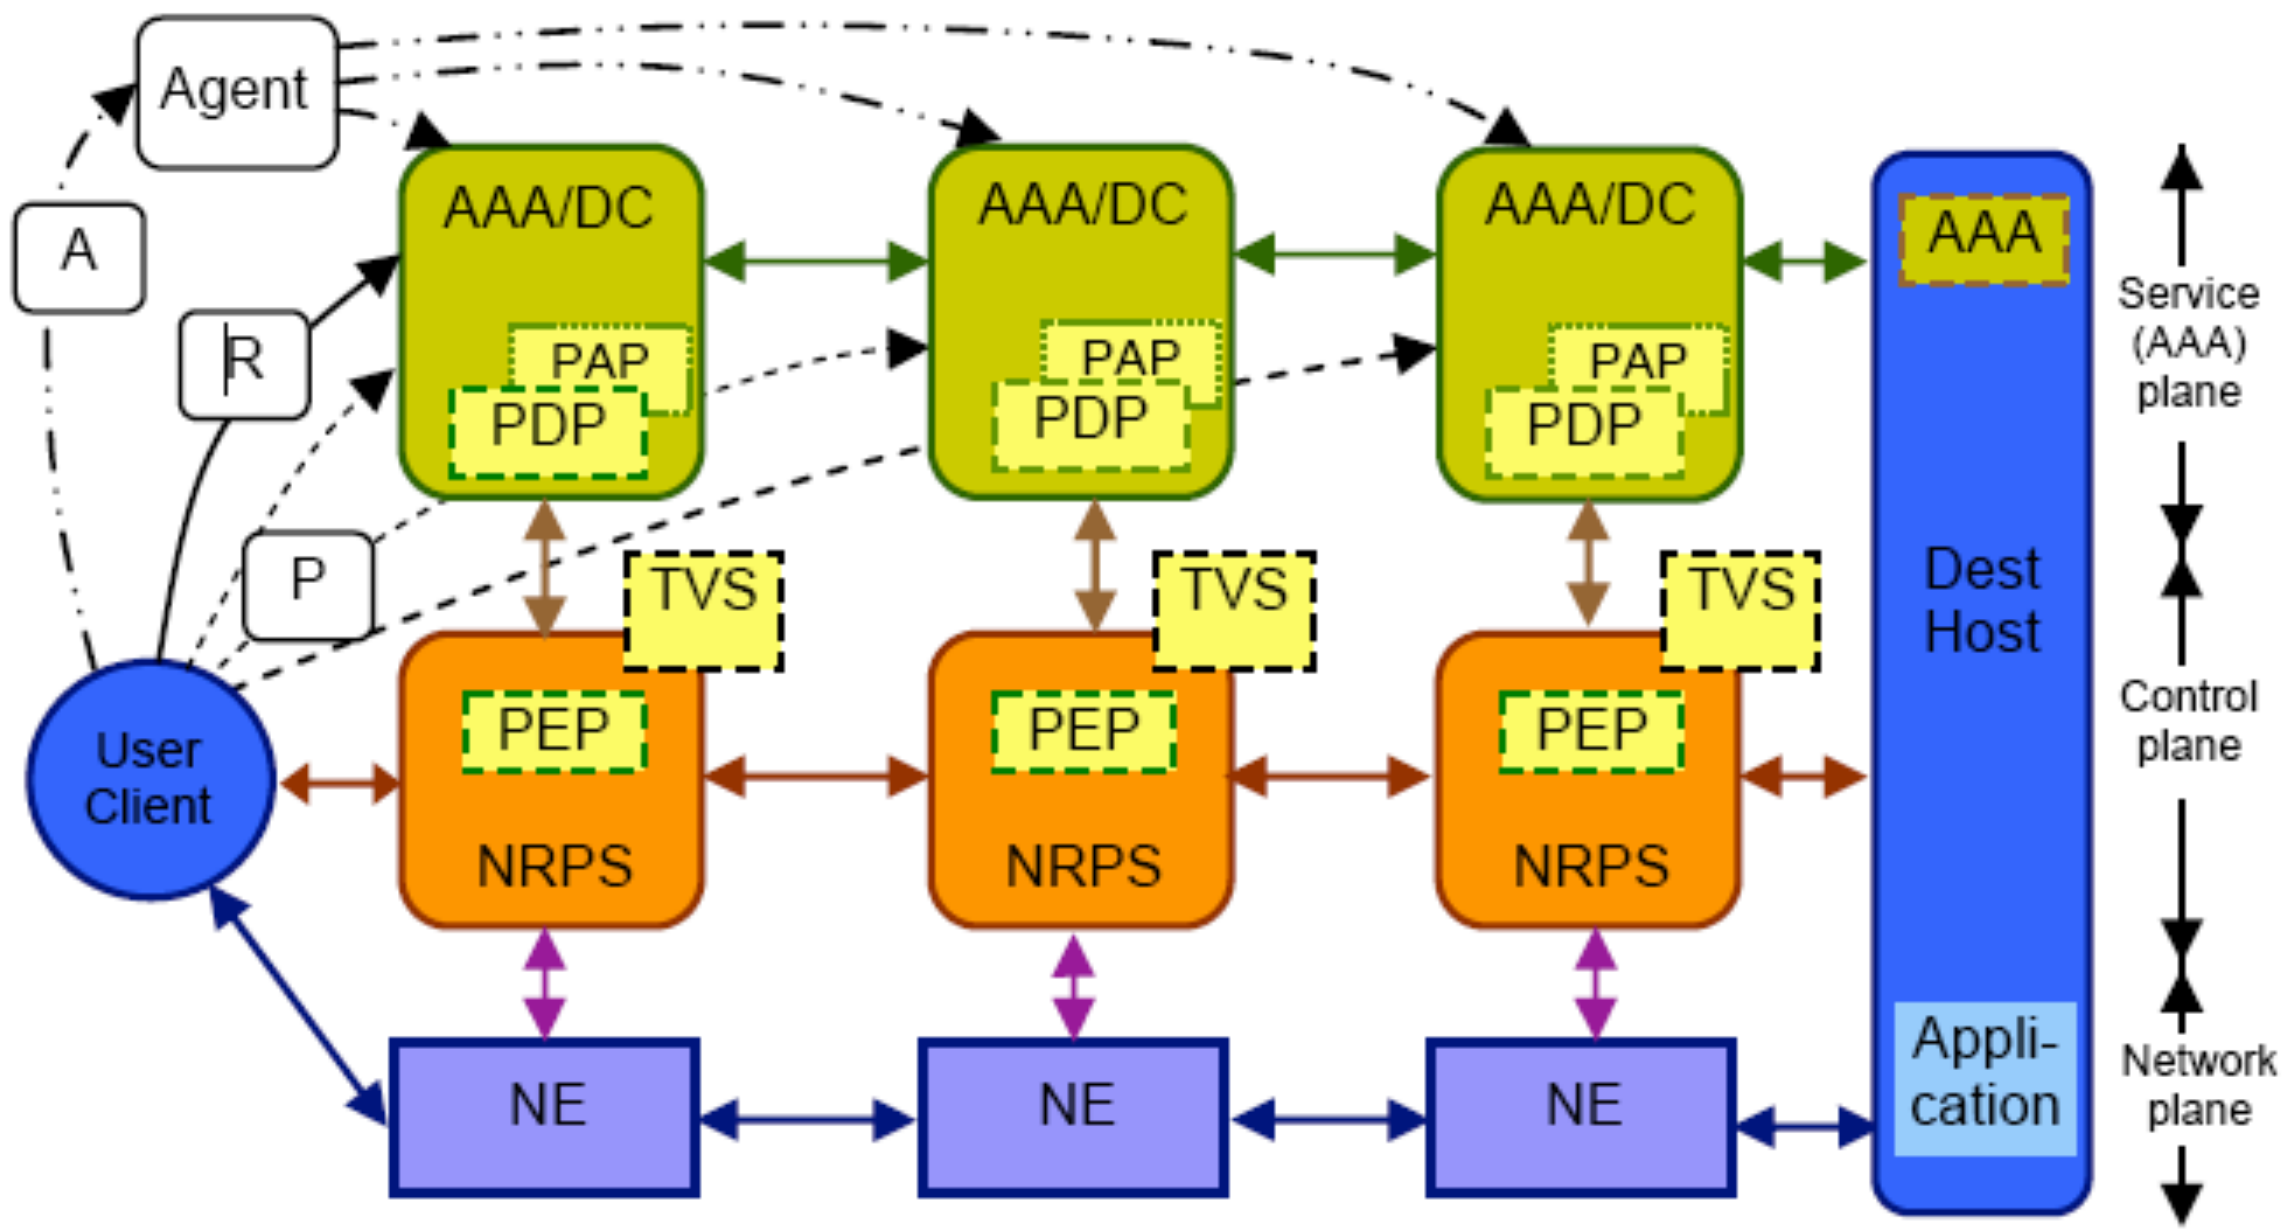 Agent
A
R
P
User
Client
AAA/DC
PAP
PDP
AAA/DC
PAP
PDP
AAA/DC
PAP
PDP
TVS
PEP
NRPS
TVS
PEP
NRPS
TVS
PEP
NRPS
NE
NE
NE
AAA
Dest
Host
Appli-
cation
Service
(AAA)
plane
Control
plane
Network
plane